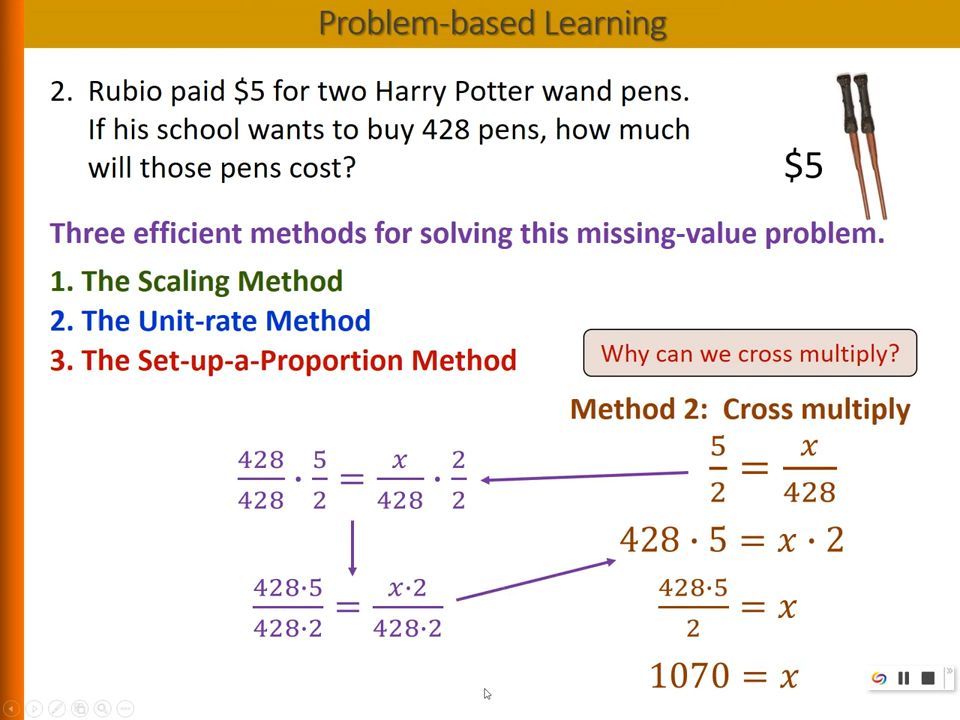 Problem-based Learning
2. Rubio paid $5 for two Harry Potter wand pens.
If his school wants to buy 428 pens, how much
will those pens cost?
$5
Three efficient methods for solving this missing-value problem.
1. The Scaling Method
2. The Unit-rate Method
3. The Set-up-a-Proportion Method
Why can we cross multiply?
Method 2: Cross multiply
428/428 · 5/2 = x/428 · 2/2
5/2 = x/428
428 · 5 = x · 2
428·5/428·2 = x·2/428·2
428·5/2 = x
1070 = x